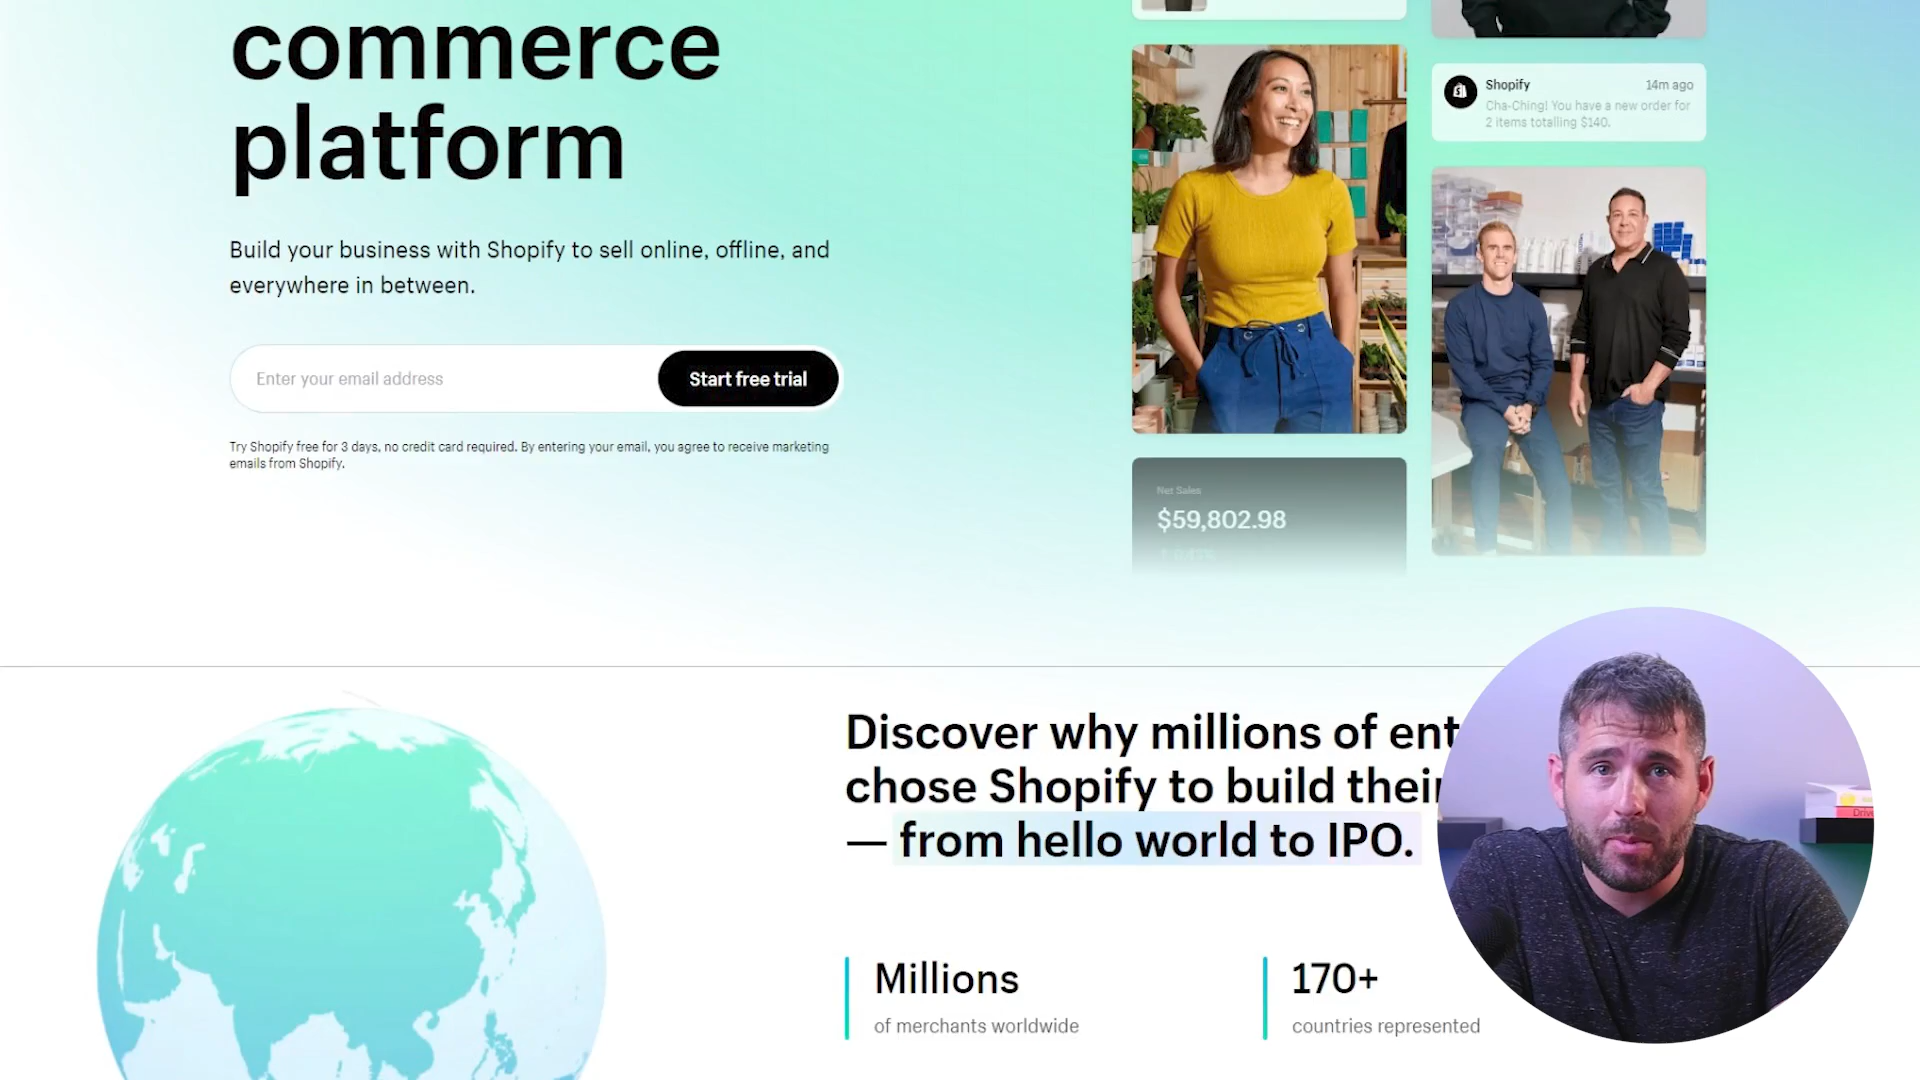 commerce
platform
Build your business with Shopify to sell online, offline, and
everywhere in between.
Enter your email address
Start free trial
Try Shopify free for 3 days, no credit card required. By entering your email, you agree to receive marketing
emails from Shopify.
Shopify
14m ago
Cha-Ching! You have a new order for
2 items totalling $140.
Net Sales
$59,802.98
Discover why millions of ent
chose Shopify to build their
— from hello world to IPO.
Millions
of merchants worldwide
170+
countries represented